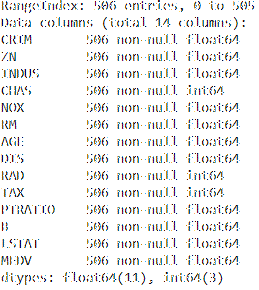 RangeIndex: 506 entries, 0 to 505
Data columns (total 14 columns):
CRIM 506 non-null float64
ZN 506 non-null float64
INDUS 506 non-null float64
CHAS 506 non-null int64
NOX 506 non-null float64
RM 506 non-null float64
AGE 506 non-null float64
DIS 506 non-null float64
RAD 506 non-null int64
TAX 506 non-null int64
PTRATIO 506 non-null float64
B 506 non-null float64
LSTAT 506 non-null float64
MEDV 506 non-null float64
dtypes: float64(11), int64(3)